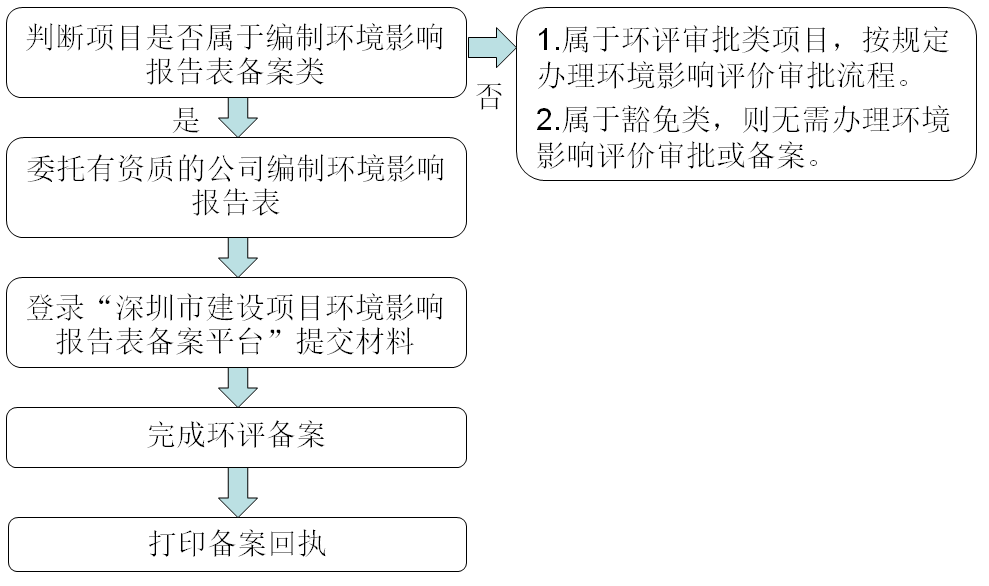 判断项目是否属于编制环境影响
报告表备案类
否
1.属于环评审批类项目，按规定
办理环境影响评价审批流程。
2.属于豁免类，则无需办理环境
影响评价审批或备案。
是
委托有资质的公司编制环境影响
报告表
登录“深圳市建设项目环境影响
报告表备案平台”提交材料
完成环评备案
打印备案回执